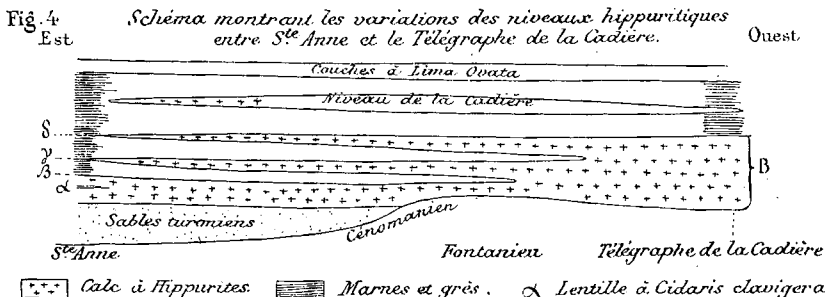 Fig. 4 Schéma montrant les variations des niveaux hippuritiques
Est entre Ste Anne et le Télégraphe de la Cadière. Ouest
Couches à Lima Ovata
Niveau de la Cadière
δ
γ
β
α
B
Sables turoniens
Cénomanien
Ste Anne Fontanieu Télégraphe de la Cadière
Calc à Hippurites. Marnes et grès. α Lentille à Cidaris clavigera